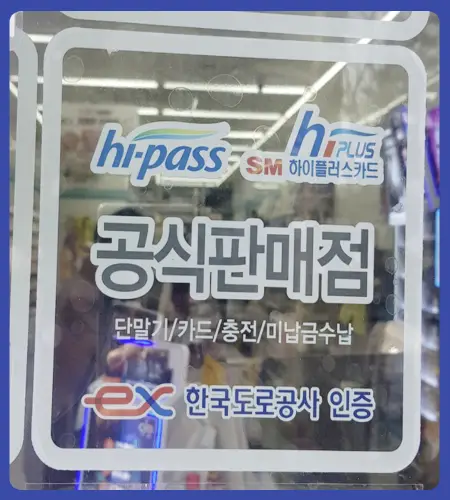 hi-pass SM hi PLUS 하이플러스카드
공식판매점
단말기/카드/충전/미납금수납
ex 한국도로공사 인증